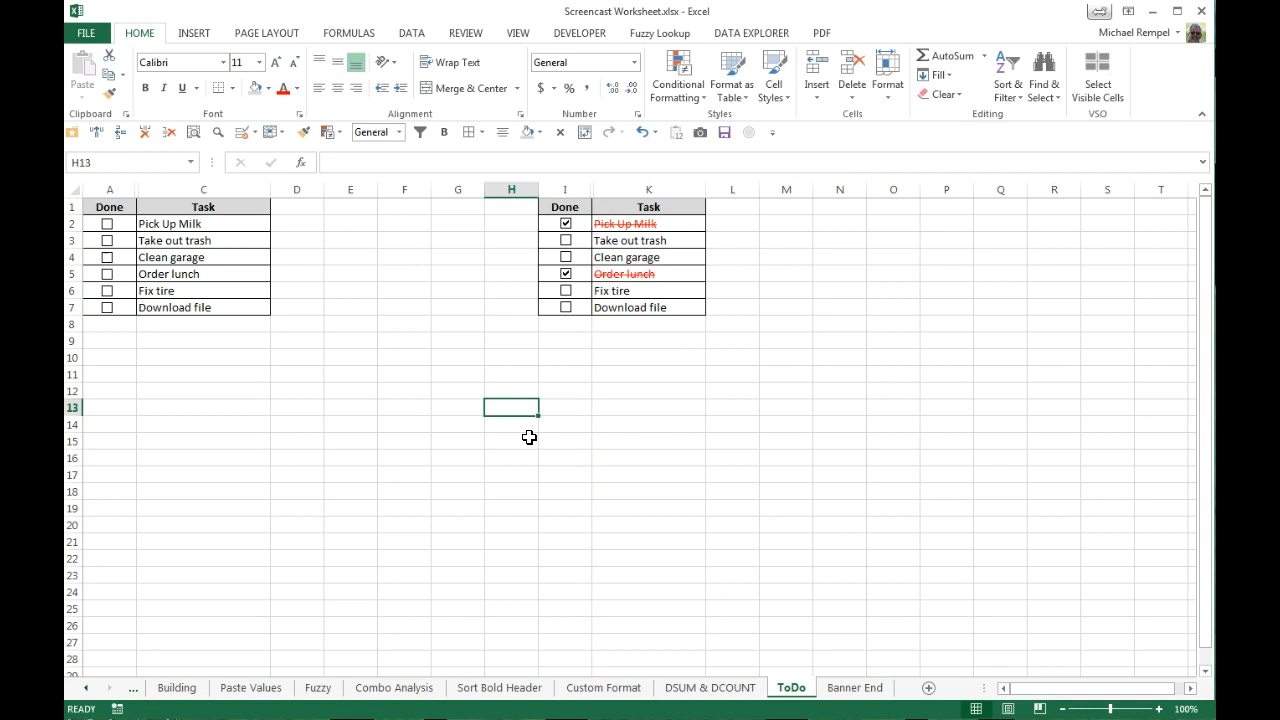 Screencast Worksheet.xlsx - Excel
FILE HOME INSERT PAGE LAYOUT FORMULAS DATA REVIEW VIEW DEVELOPER Fuzzy Lookup DATA EXPLORER PDF Michael Rempel
Paste
Calibri 11
B I U A
Wrap Text
Merge & Center
General
$ % ,
Conditional Formatting
Format as Table
Cell Styles
Insert Delete Format
AutoSum
Fill
Clear
Sort & Filter
Find & Select
Select Visible Cells
Clipboard Font Alignment Number Styles Cells Editing VSO
General B
H13 fx
A C D E F G H I K L M N O P Q R S T
1 Done Task Done Task
2 Pick Up Milk Pick Up Milk
3 Take out trash Take out trash
4 Clean garage Clean garage
5 Order lunch Order lunch
6 Fix tire Fix tire
7 Download file Download file
8
9
10
11
12
13
14
15
16
17
18
19
20
21
22
23
24
25
26
27
28
29
... Building Paste Values Fuzzy Combo Analysis Sort Bold Header Custom Format DSUM & DCOUNT ToDo Banner End
READY 100%